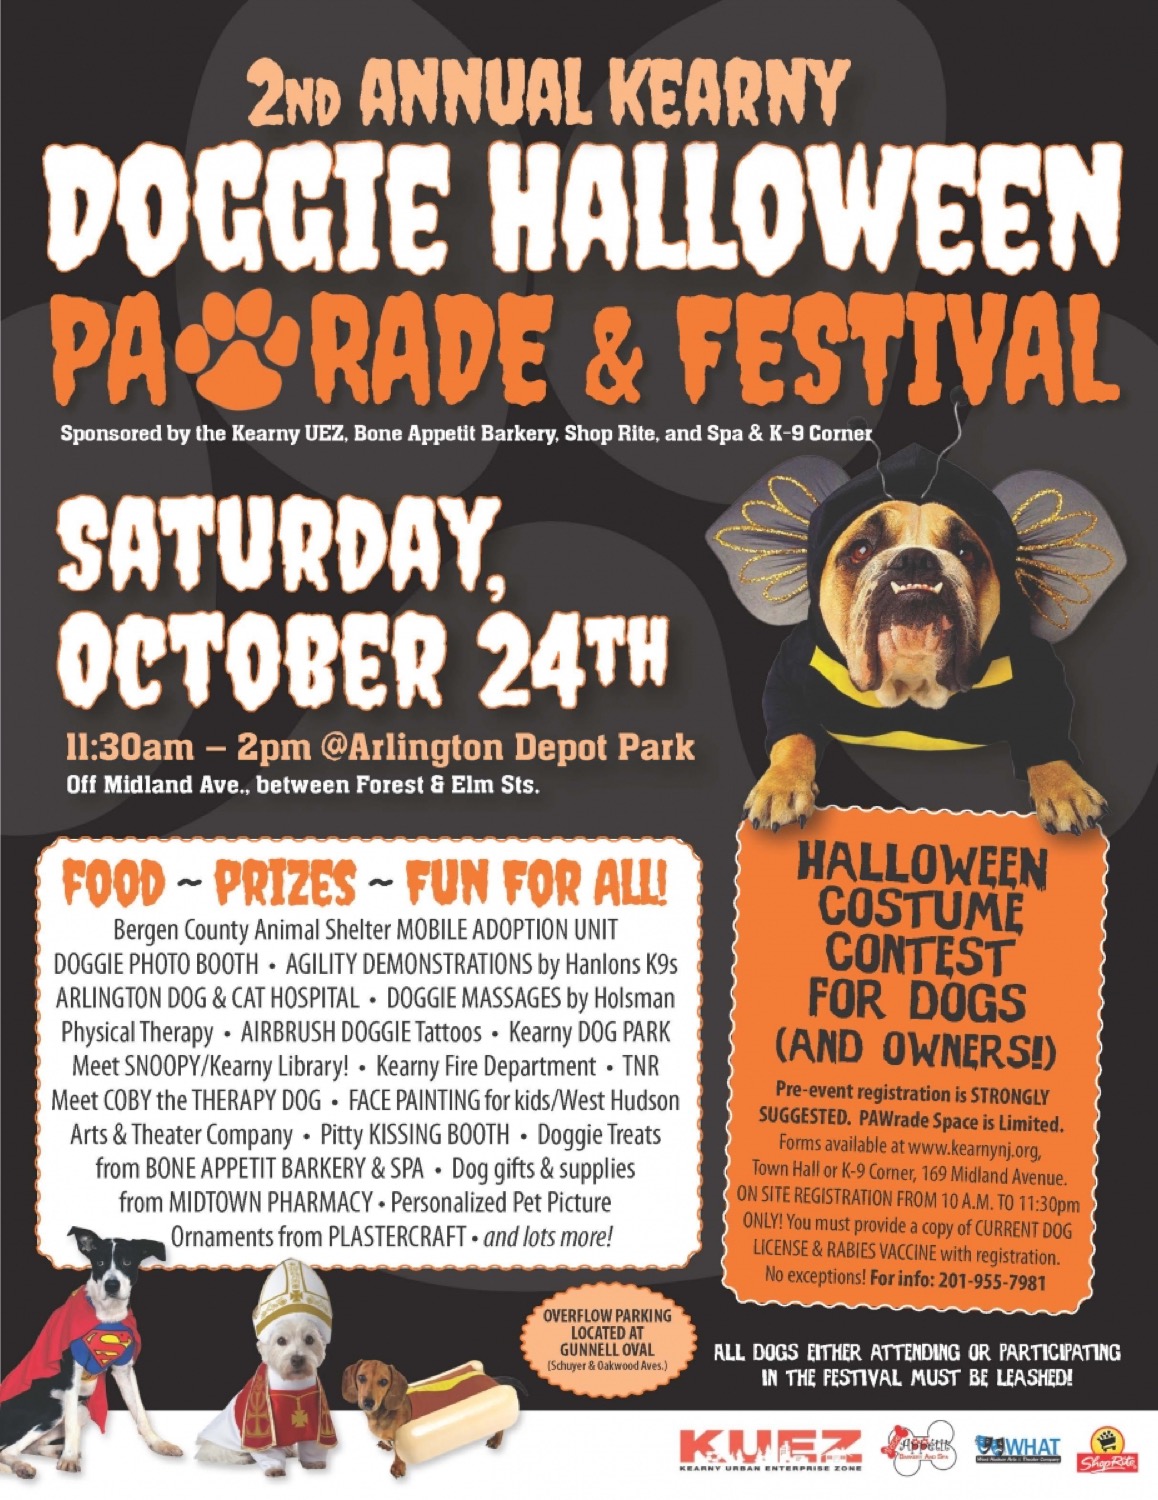 2ND ANNUAL KEARNY
DOGGIE HALLOWEEN
PA RADE & FESTIVAL
Sponsored by the Kearny UEZ, Bone Appetit Barkery, Shop Rite, and Spa & K-9 Corner
SATURDAY,
OCTOBER 24TH
11:30am – 2pm @Arlington Depot Park
Off Midland Ave., between Forest & Elm Sts.
FOOD ~ PRIZES ~ FUN FOR ALL!
Bergen County Animal Shelter MOBILE ADOPTION UNIT
DOGGIE PHOTO BOOTH • AGILITY DEMONSTRATIONS by Hanlons K9s
ARLINGTON DOG & CAT HOSPITAL • DOGGIE MASSAGES by Holsman
Physical Therapy • AIRBRUSH DOGGIE Tattoos • Kearny DOG PARK
Meet SNOOPY/Kearny Library! • Kearny Fire Department • TNR
Meet COBY the THERAPY DOG • FACE PAINTING for kids/West Hudson
Arts & Theater Company • Pitty KISSING BOOTH • Doggie Treats
from BONE APPETIT BARKERY & SPA • Dog gifts & supplies
from MIDTOWN PHARMACY • Personalized Pet Picture
Ornaments from PLASTERCRAFT • and lots more!
HALLOWEEN
COSTUME
CONTEST
FOR DOGS
(AND OWNERS!)
Pre-event registration is STRONGLY
SUGGESTED. PAWrade Space is Limited.
Forms available at www.kearnynj.org,
Town Hall or K-9 Corner, 169 Midland Avenue.
ON SITE REGISTRATION FROM 10 A.M. TO 11:30pm
ONLY! You must provide a copy of CURRENT DOG
LICENSE & RABIES VACCINE with registration.
No exceptions! For info: 201-955-7981
OVERFLOW PARKING
LOCATED AT
GUNNELL OVAL
(Schuyer & Oakwood Aves.)
ALL DOGS EITHER ATTENDING OR PARTICIPATING
IN THE FESTIVAL MUST BE LEASHED!
S
KUEZ
KEARNY URBAN ENTERPRISE ZONE
Appetit
WHAT
West Hudson Arts & Theater Company
ShopRite